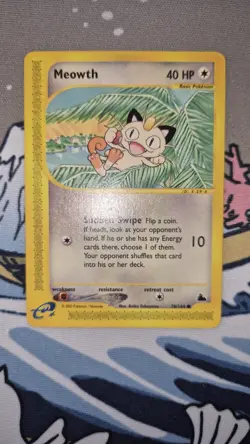 Meowth 40 HP
Basic Pokémon
Success Swipe Flip a coin.
If heads, look at your opponent's
hand. If he or she has any Energy
cards there, choose 1 of them.
Your opponent shuffles that card
into his or her deck.
10
weakness resistance retreat cost
e